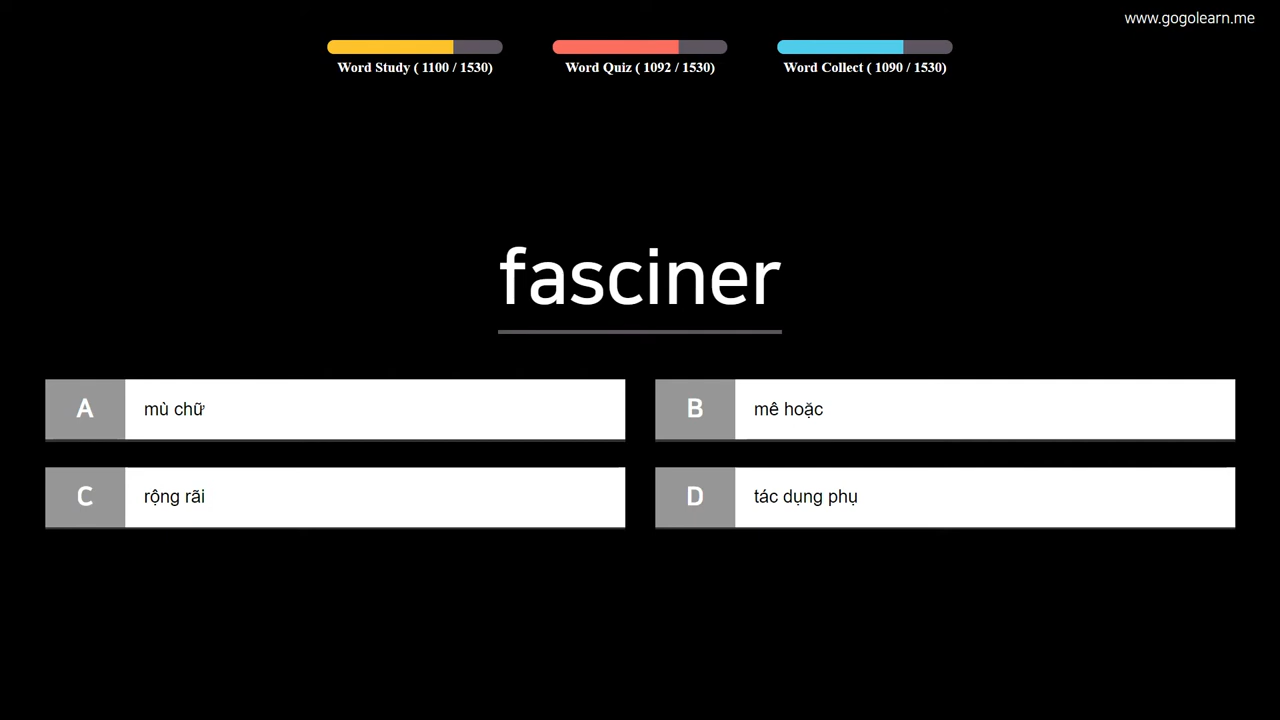 www.gogolearn.me
Word Study ( 1100 / 1530)
Word Quiz ( 1092 / 1530)
Word Collect ( 1090 / 1530)
fasciner
A mù chữ
B mê hoặc
C rộng rãi
D tác dụng phụ